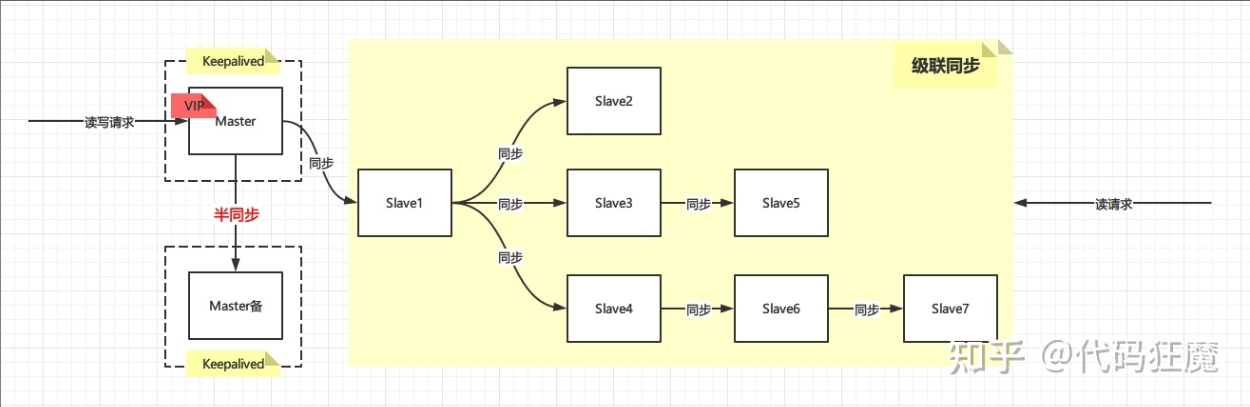 Keepalived
级联同步
VIP
Master
读写请求
同步
半同步
Master备
Keepalived
Slave1
同步
Slave2
同步
Slave3
同步
Slave5
同步
Slave4
同步
Slave6
同步
Slave7
读请求
知乎 @代码狂魔